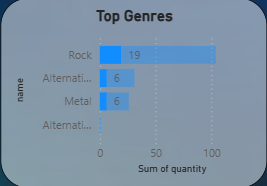 Top Genres
Rock 19
Alternati... 6
Metal 6
Alternati...
name
0 50 100
Sum of quantity